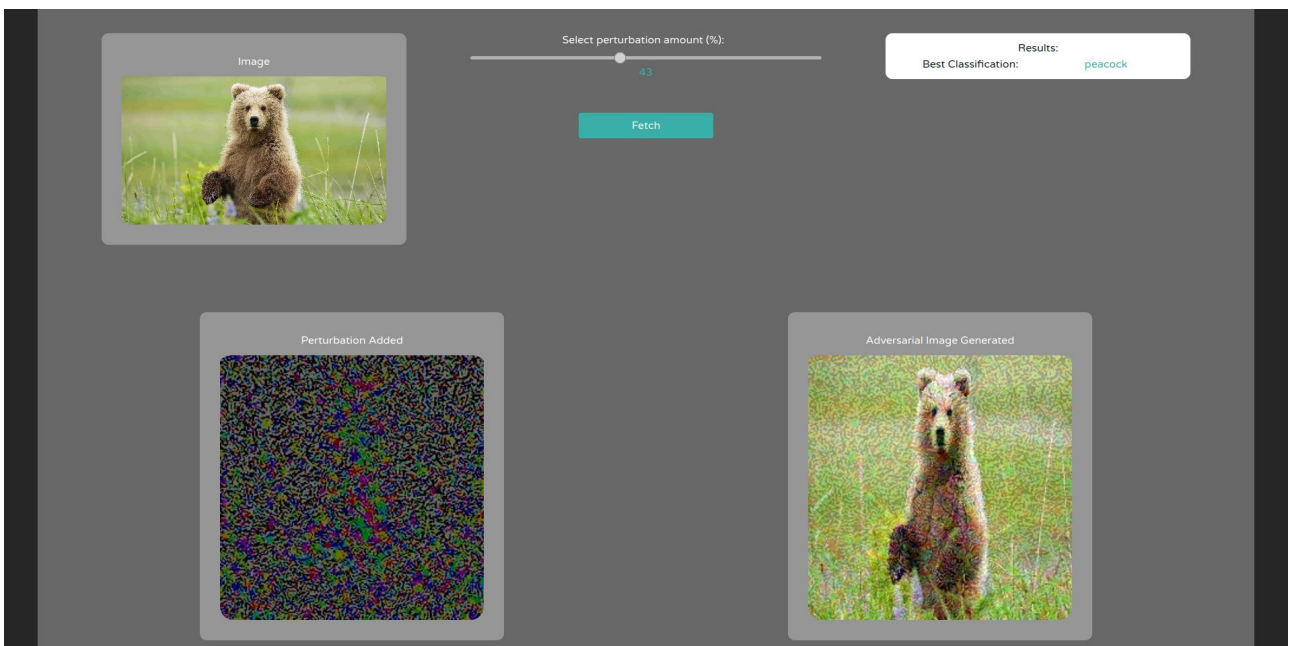 Image
Select perturbation amount (%):
43
Fetch
Results:
Best Classification: peacock
Perturbation Added
Adversarial Image Generated